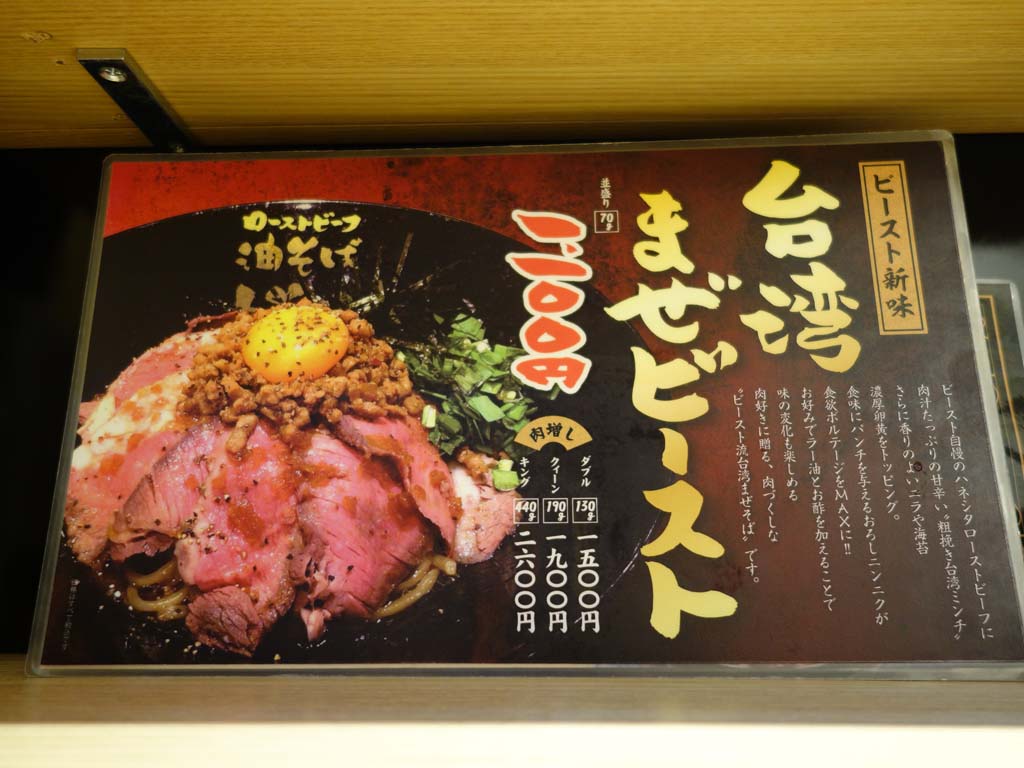 ビースト新味
台湾
まぜビースト
ビースト自慢のハネシタローストビーフに
肉汁たっぷりの甘辛い〝粗挽き台湾ミンチ〟
さらに香りのよいニラや海苔
濃厚卵黄をトッピング。
食味にパンチを与えるおろしニンニクが
食欲ボルテージをMAXに!!
お好みでラー油とお酢を加えることで
味の変化も楽しめる
肉好きに贈る、肉づくしな
〝ビースト流台湾まぜそば〟です。
並盛り 70g
一、一〇〇円
肉増し
ダブル 130g 一五〇〇円
クィーン 190g 一九〇〇円
キング 440g 二六〇〇円
ローストビーフ
油そば